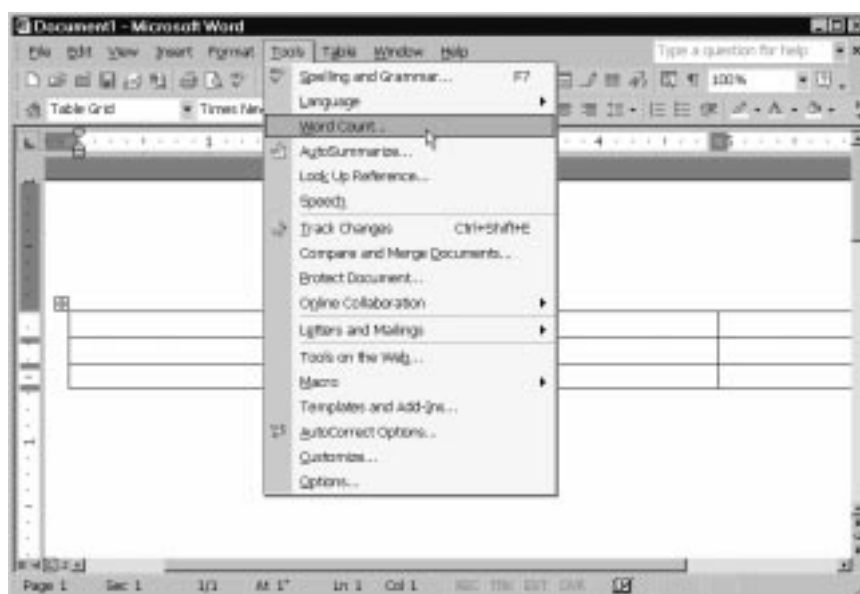 Document1 - Microsoft Word
File Edit View Insert Format Tools Table Window Help Type a question for help
100%
Table Grid Times New
Spelling and Grammar... F7
Language
Word Count...
AutoSummarize...
Look Up Reference...
Speech
Track Changes Ctrl+Shift+E
Compare and Merge Documents...
Protect Document...
Online Collaboration
Letters and Mailings
Tools on the Web...
Macro
Templates and Add-Ins...
AutoCorrect Options...
Customize...
Options...
Page 1 Sec 1 1/1 At 1" Ln 1 Col 1 REC TRK EXT OVR